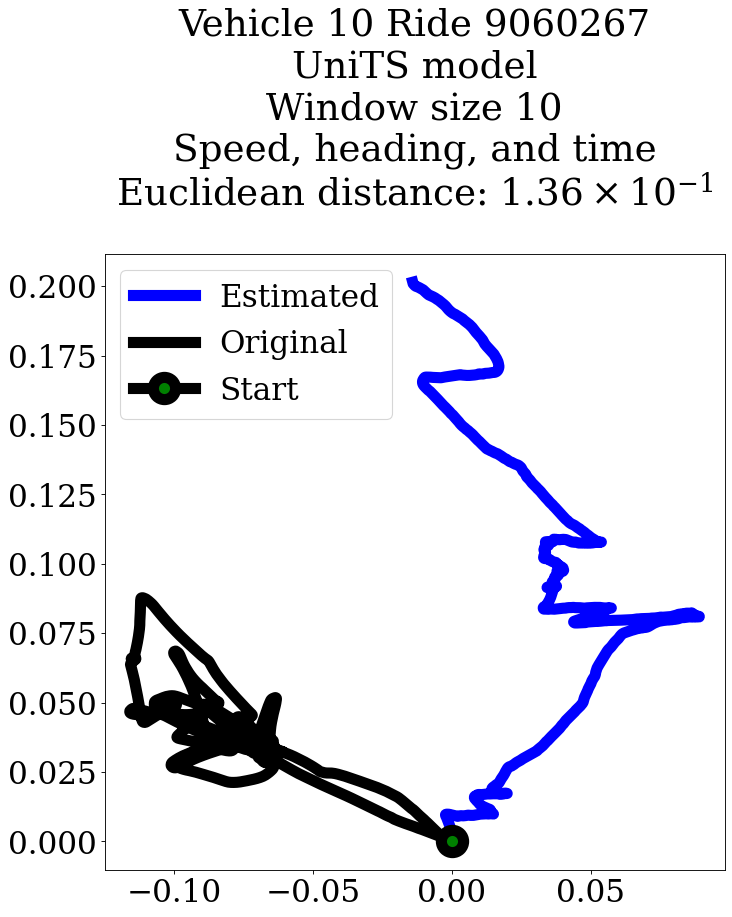 Vehicle 10 Ride 9060267
UniTS model
Window size 10
Speed, heading, and time
Euclidean distance: 1.36 × 10⁻¹
Estimated
Original
Start
0.200
0.175
0.150
0.125
0.100
0.075
0.050
0.025
0.000
−0.10 −0.05 0.00 0.05